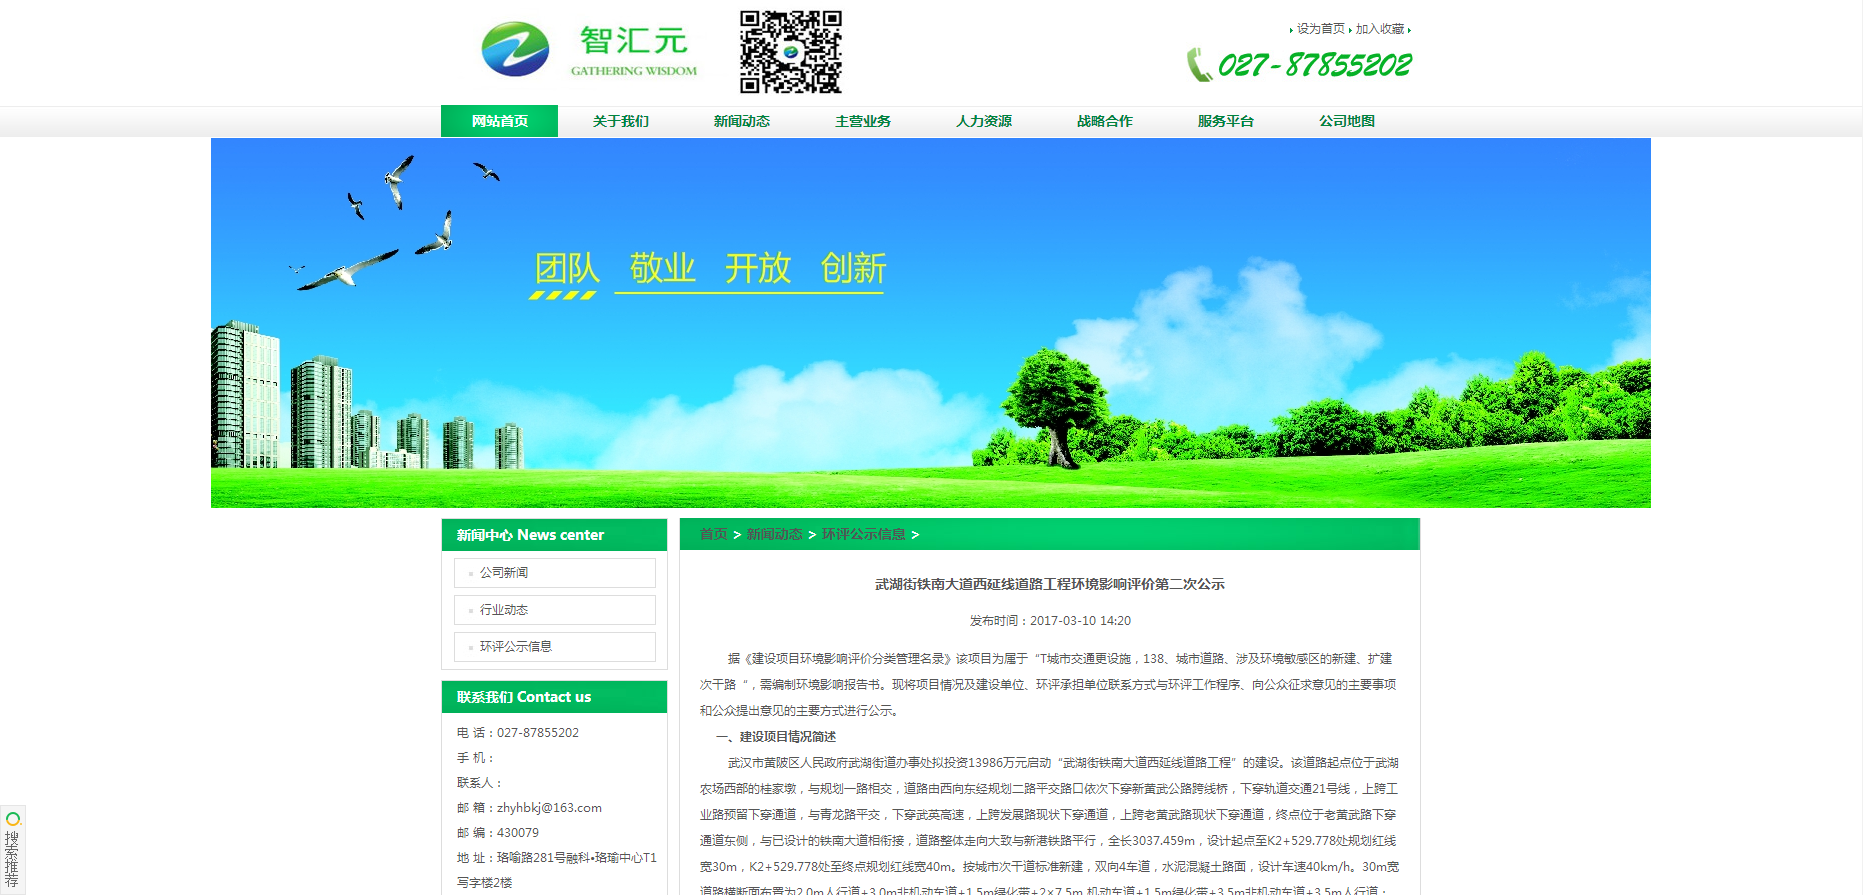 智汇元
GATHERING WISDOM
设为首页 加入收藏
027-87855202
网站首页 关于我们 新闻动态 主营业务 人力资源 战略合作 服务平台 公司地图
团队 敬业 开放 创新
新闻中心 News center
公司新闻
行业动态
环评公示信息
联系我们 Contact us
电 话：027-87855202
手 机：
联系人：
邮 箱：zhyhbkj@163.com
邮 编：430079
地 址：珞喻路281号融科•珞瑜中心T1
写字楼2楼
首页 > 新闻动态 > 环评公示信息 >
武湖街铁南大道西延线道路工程环境影响评价第二次公示
发布时间：2017-03-10 14:20
据《建设项目环境影响评价分类管理名录》该项目为属于“T城市交通更设施，138、城市道路、涉及环境敏感区的新建、扩建
次干路“，需编制环境影响报告书。现将项目情况及建设单位、环评承担单位联系方式与环评工作程序、向公众征求意见的主要事项
和公众提出意见的主要方式进行公示。
一、建设项目情况简述
武汉市黄陂区人民政府武湖街道办事处拟投资13986万元启动“武湖街铁南大道西延线道路工程”的建设。该道路起点位于武湖
农场西部的桂家墩，与规划一路相交，道路由西向东经规划二路平交路口依次下穿新黄武公路跨线桥，下穿轨道交通21号线，上跨工
业路预留下穿通道，与青龙路平交，下穿武英高速，上跨发展路现状下穿通道，上跨老黄武路现状下穿通道，终点位于老黄武路下穿
通道东侧，与已设计的铁南大道相衔接，道路整体走向大致与新港铁路平行，全长3037.459m，设计起点至K2+529.778处规划红线
宽30m，K2+529.778处至终点规划红线宽40m。按城市次干道标准新建，双向4车道，水泥混凝土路面，设计车速40km/h。30m宽
道路横断面布置为2.0m人行道+3.0m非机动车道+1.5m绿化带+2×7.5m 机动车道+1.5m绿化带+3.5m非机动车道+3.5m人行道；
搜索推荐